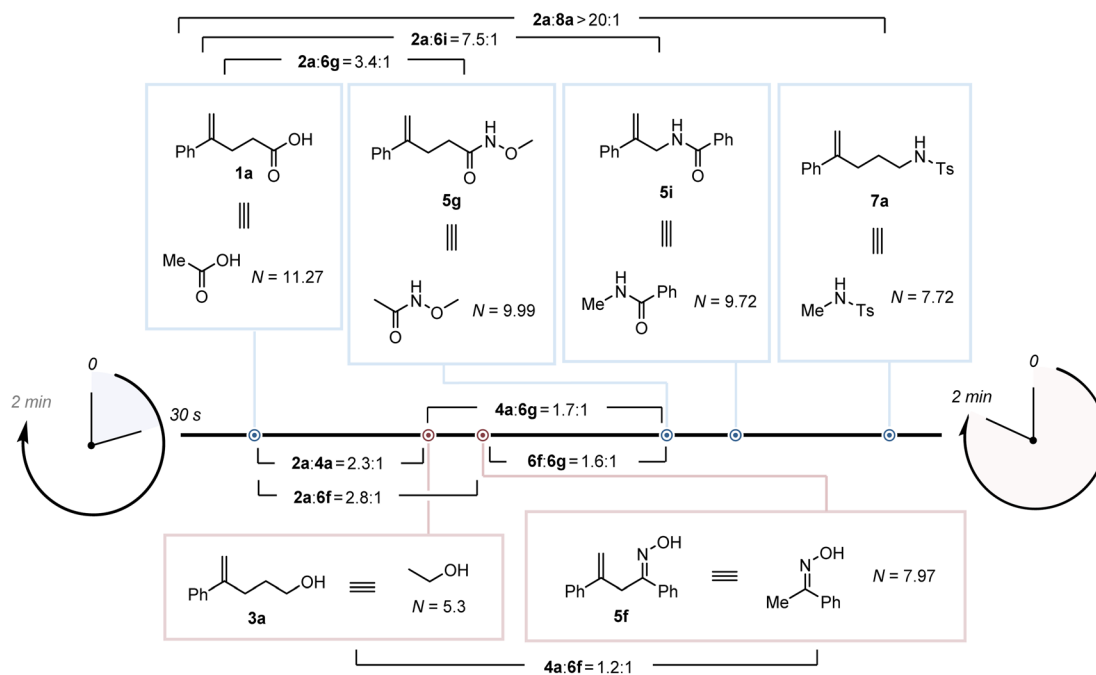 2a:8a > 20:1
2a:6i = 7.5:1
2a:6g = 3.4:1
Ph
OH
O
1a
Me
OH
O
N = 11.27
Ph
H
N
O
O
5g
H
N
O
O
N = 9.99
Ph
H
N
Ph
O
5i
Me
H
N
Ph
O
N = 9.72
Ph
H
N
Ts
7a
Me
H
N
Ts
N = 7.72
0
2 min
30 s
0
2 min
4a:6g = 1.7:1
2a:4a = 2.3:1
6f:6g = 1.6:1
2a:6f = 2.8:1
Ph
OH
3a
OH
N = 5.3
Ph
N
OH
Ph
5f
N
OH
Me
Ph
N = 7.97
4a:6f = 1.2:1